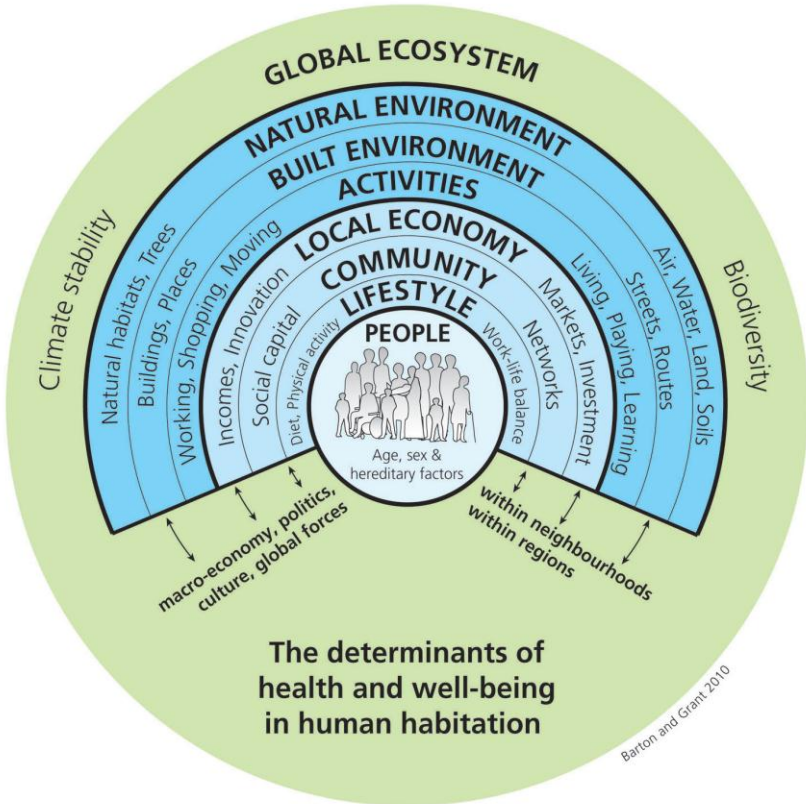 GLOBAL ECOSYSTEM
NATURAL ENVIRONMENT
BUILT ENVIRONMENT
ACTIVITIES
LOCAL ECONOMY
COMMUNITY
LIFESTYLE
PEOPLE
Age, sex &
hereditary factors
Climate stability
Natural habitats, Trees
Buildings, Places
Working, Shopping, Moving
Incomes, Innovation
Social capital
Diet, Physical activity
Work-life balance
Networks
Markets, Investment
Living, Playing, Learning
Streets, Routes
Air, Water, Land, Soils
Biodiversity
macro-economy, politics,
culture, global forces
within neighbourhoods
within regions
The determinants of
health and well-being
in human habitation
Barton and Grant 2010